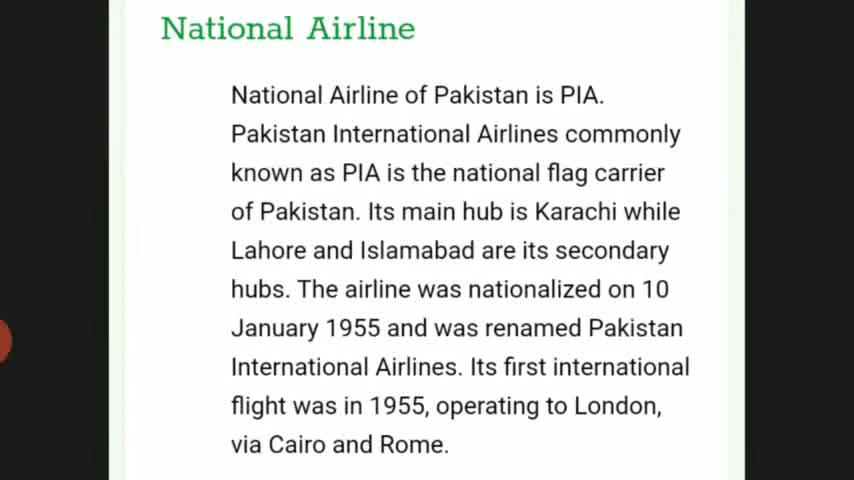 National Airline
National Airline of Pakistan is PIA.
Pakistan International Airlines commonly
known as PIA is the national flag carrier
of Pakistan. Its main hub is Karachi while
Lahore and Islamabad are its secondary
hubs. The airline was nationalized on 10
January 1955 and was renamed Pakistan
International Airlines. Its first international
flight was in 1955, operating to London,
via Cairo and Rome.